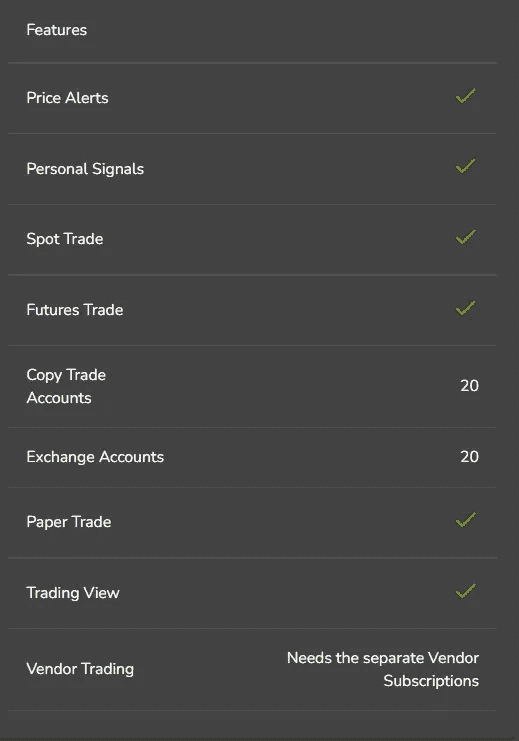 Features
Price Alerts
Personal Signals
Spot Trade
Futures Trade
Copy Trade
Accounts
20
Exchange Accounts 20
Paper Trade
Trading View
Vendor Trading
Needs the separate Vendor
Subscriptions